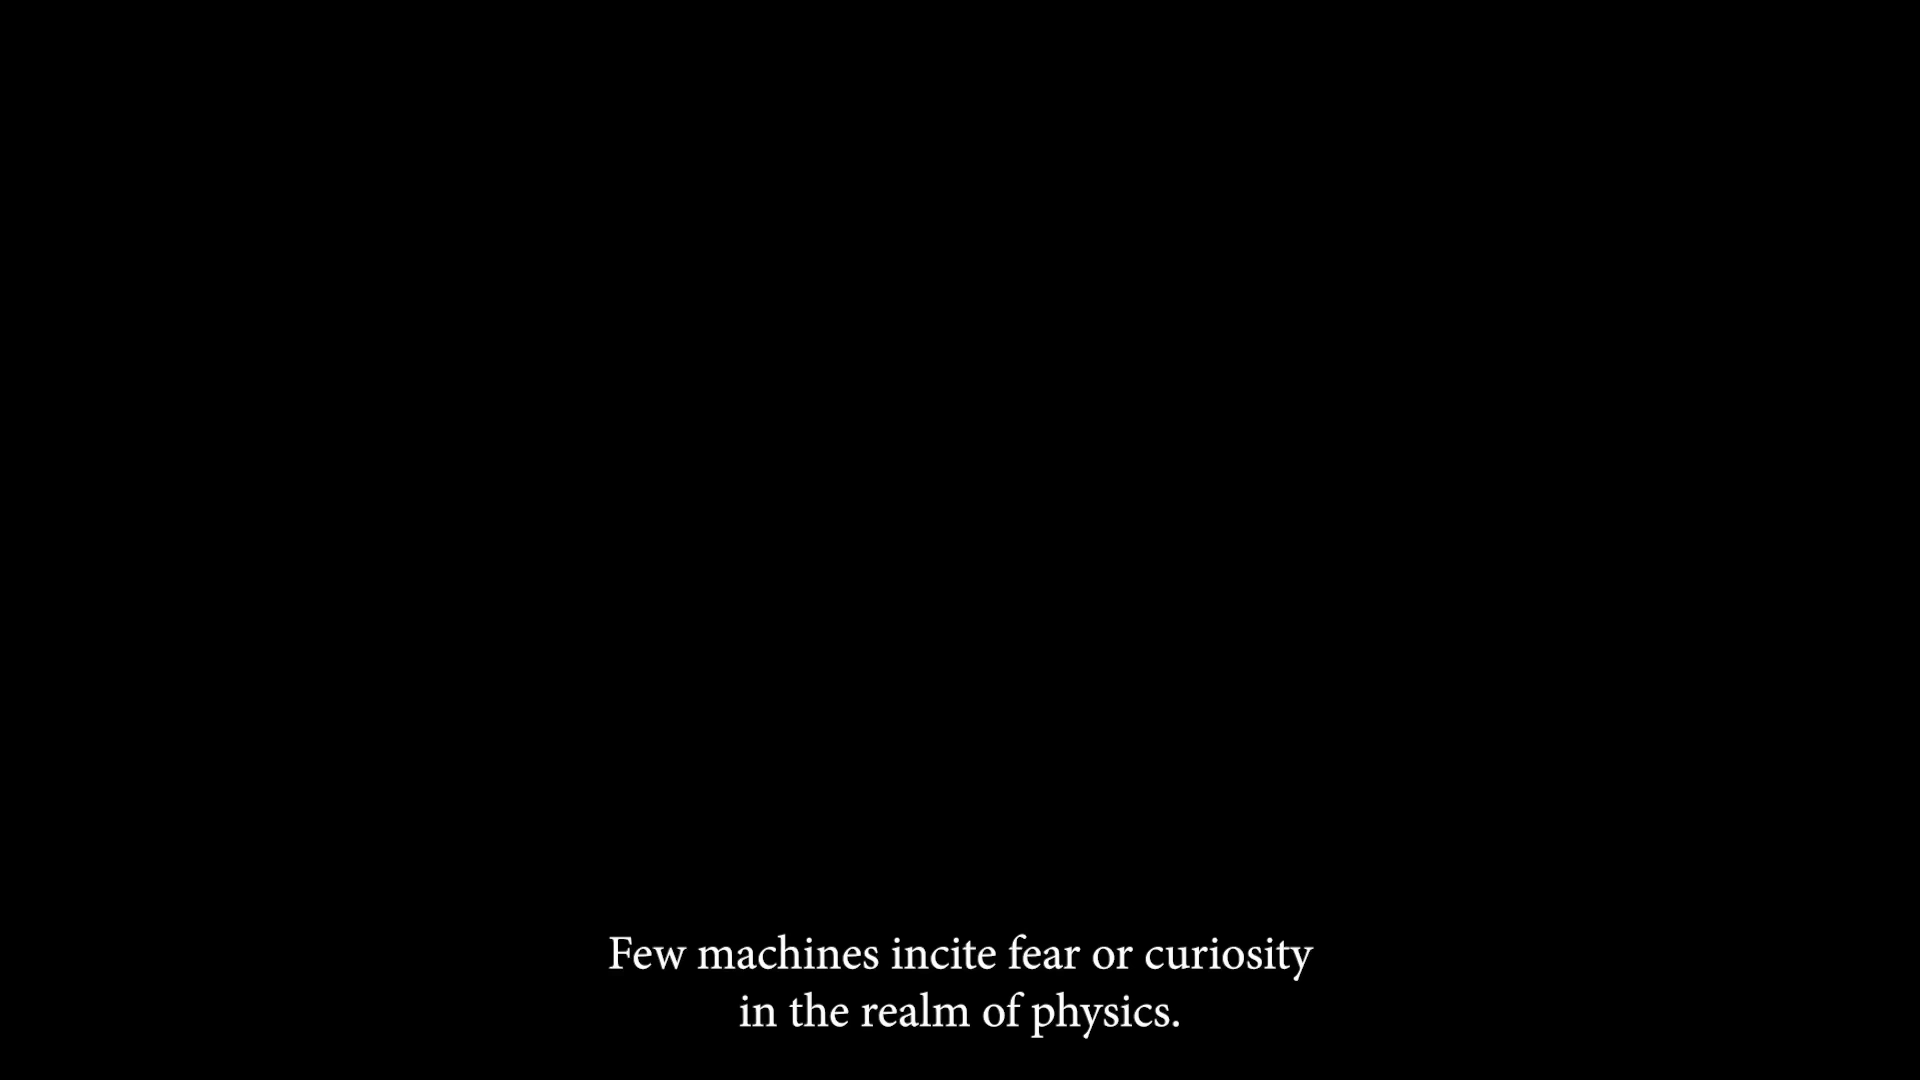 Few machines incite fear or curiosity
in the realm of physics.